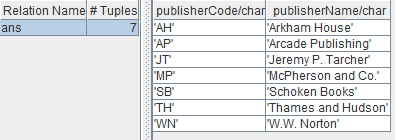 Relation Name # Tuples
ans 7
publisherCode/char publisherName/char
'AH' 'Arkham House'
'AP' 'Arcade Publishing'
'JT' 'Jeremy P. Tarcher'
'MP' 'McPherson and Co.'
'SB' 'Schoken Books'
'TH' 'Thames and Hudson'
'WN' 'W.W. Norton'